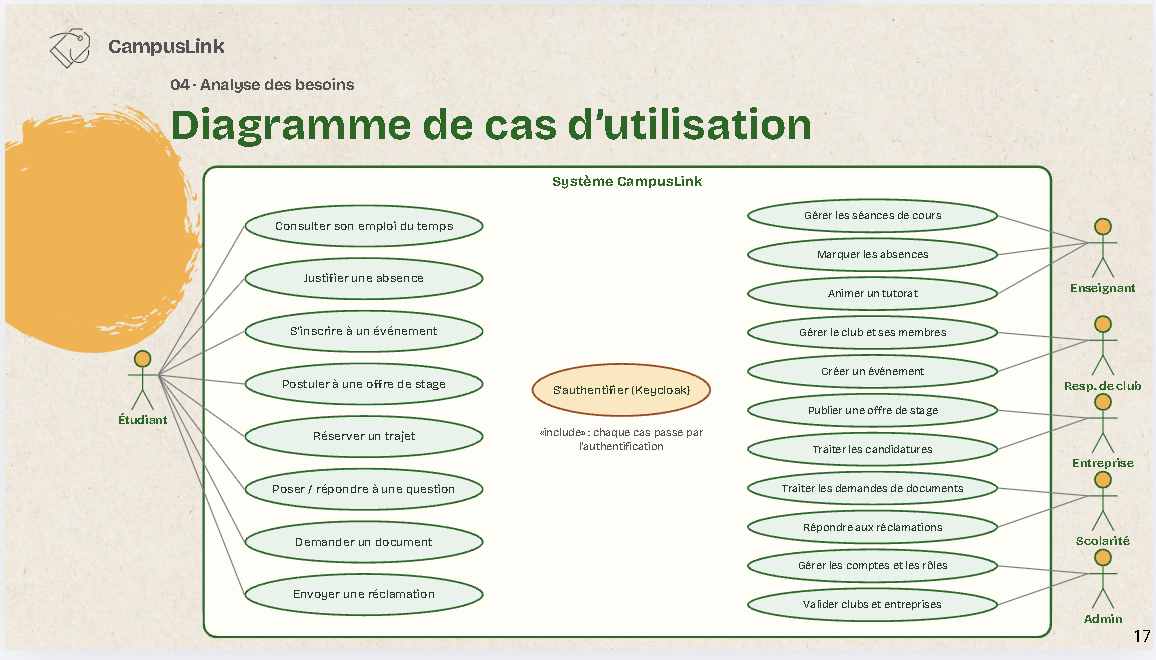 CampusLink
04 - Analyse des besoins
Diagramme de cas d'utilisation
Système CampusLink
Consulter son emploi du temps
Justifier une absence
S'inscrire à un événement
Postuler à une offre de stage
Réserver un trajet
Poser / répondre à une question
Demander un document
Envoyer une réclamation
Étudiant
S'authentifier (Keycloak)
«include» : chaque cas passe par
l'authentification
Gérer les séances de cours
Marquer les absences
Animer un tutorat
Gérer le club et ses membres
Créer un événement
Publier une offre de stage
Traiter les candidatures
Traiter les demandes de documents
Répondre aux réclamations
Gérer les comptes et les rôles
Valider clubs et entreprises
Enseignant
Resp. de club
Entreprise
Scolarité
Admin
17